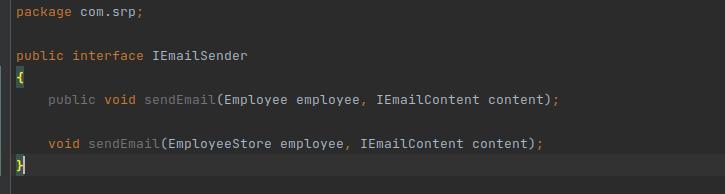 package com.srp;
public interface IEmailSender
{
public void sendEmail(Employee employee, IEmailContent content);
void sendEmail(EmployeeStore employee, IEmailContent content);
}